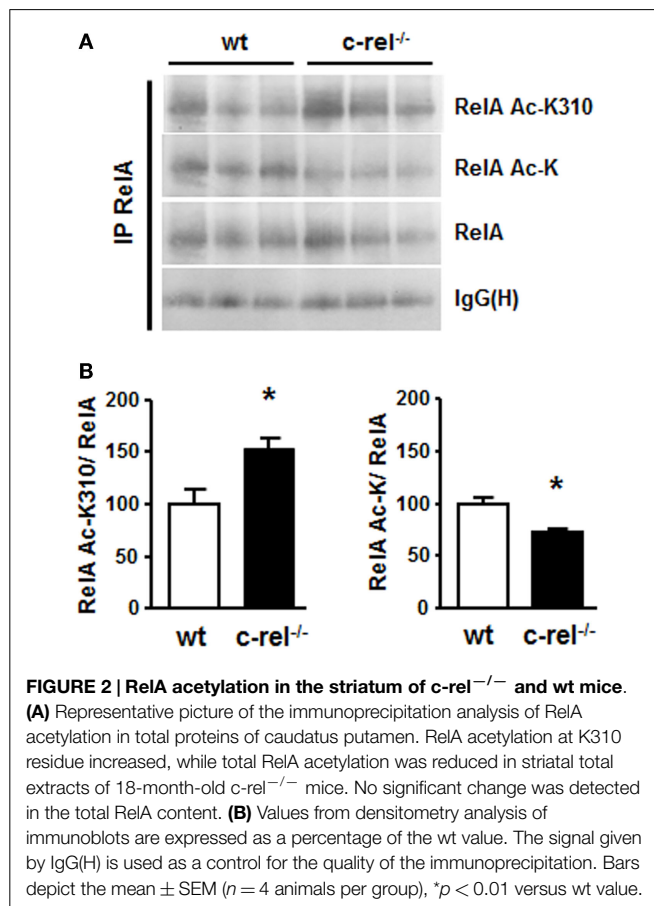 A
wt
c-rel-/-
IP RelA
RelA Ac-K310
RelA Ac-K
RelA
IgG(H)
B
RelA Ac-K310/ RelA
200
150
100
50
0
*
wt
c-rel-/-
RelA Ac-K/ RelA
200
150
100
50
0
*
wt
c-rel-/-
FIGURE 2 | RelA acetylation in the striatum of c-rel−/− and wt mice.
(A) Representative picture of the immunoprecipitation analysis of RelA
acetylation in total proteins of caudatus putamen. RelA acetylation at K310
residue increased, while total RelA acetylation was reduced in striatal total
extracts of 18-month-old c-rel−/− mice. No significant change was detected
in the total RelA content. (B) Values from densitometry analysis of
immunoblots are expressed as a percentage of the wt value. The signal given
by IgG(H) is used as a control for the quality of the immunoprecipitation. Bars
depict the mean ± SEM (n = 4 animals per group), *p < 0.01 versus wt value.